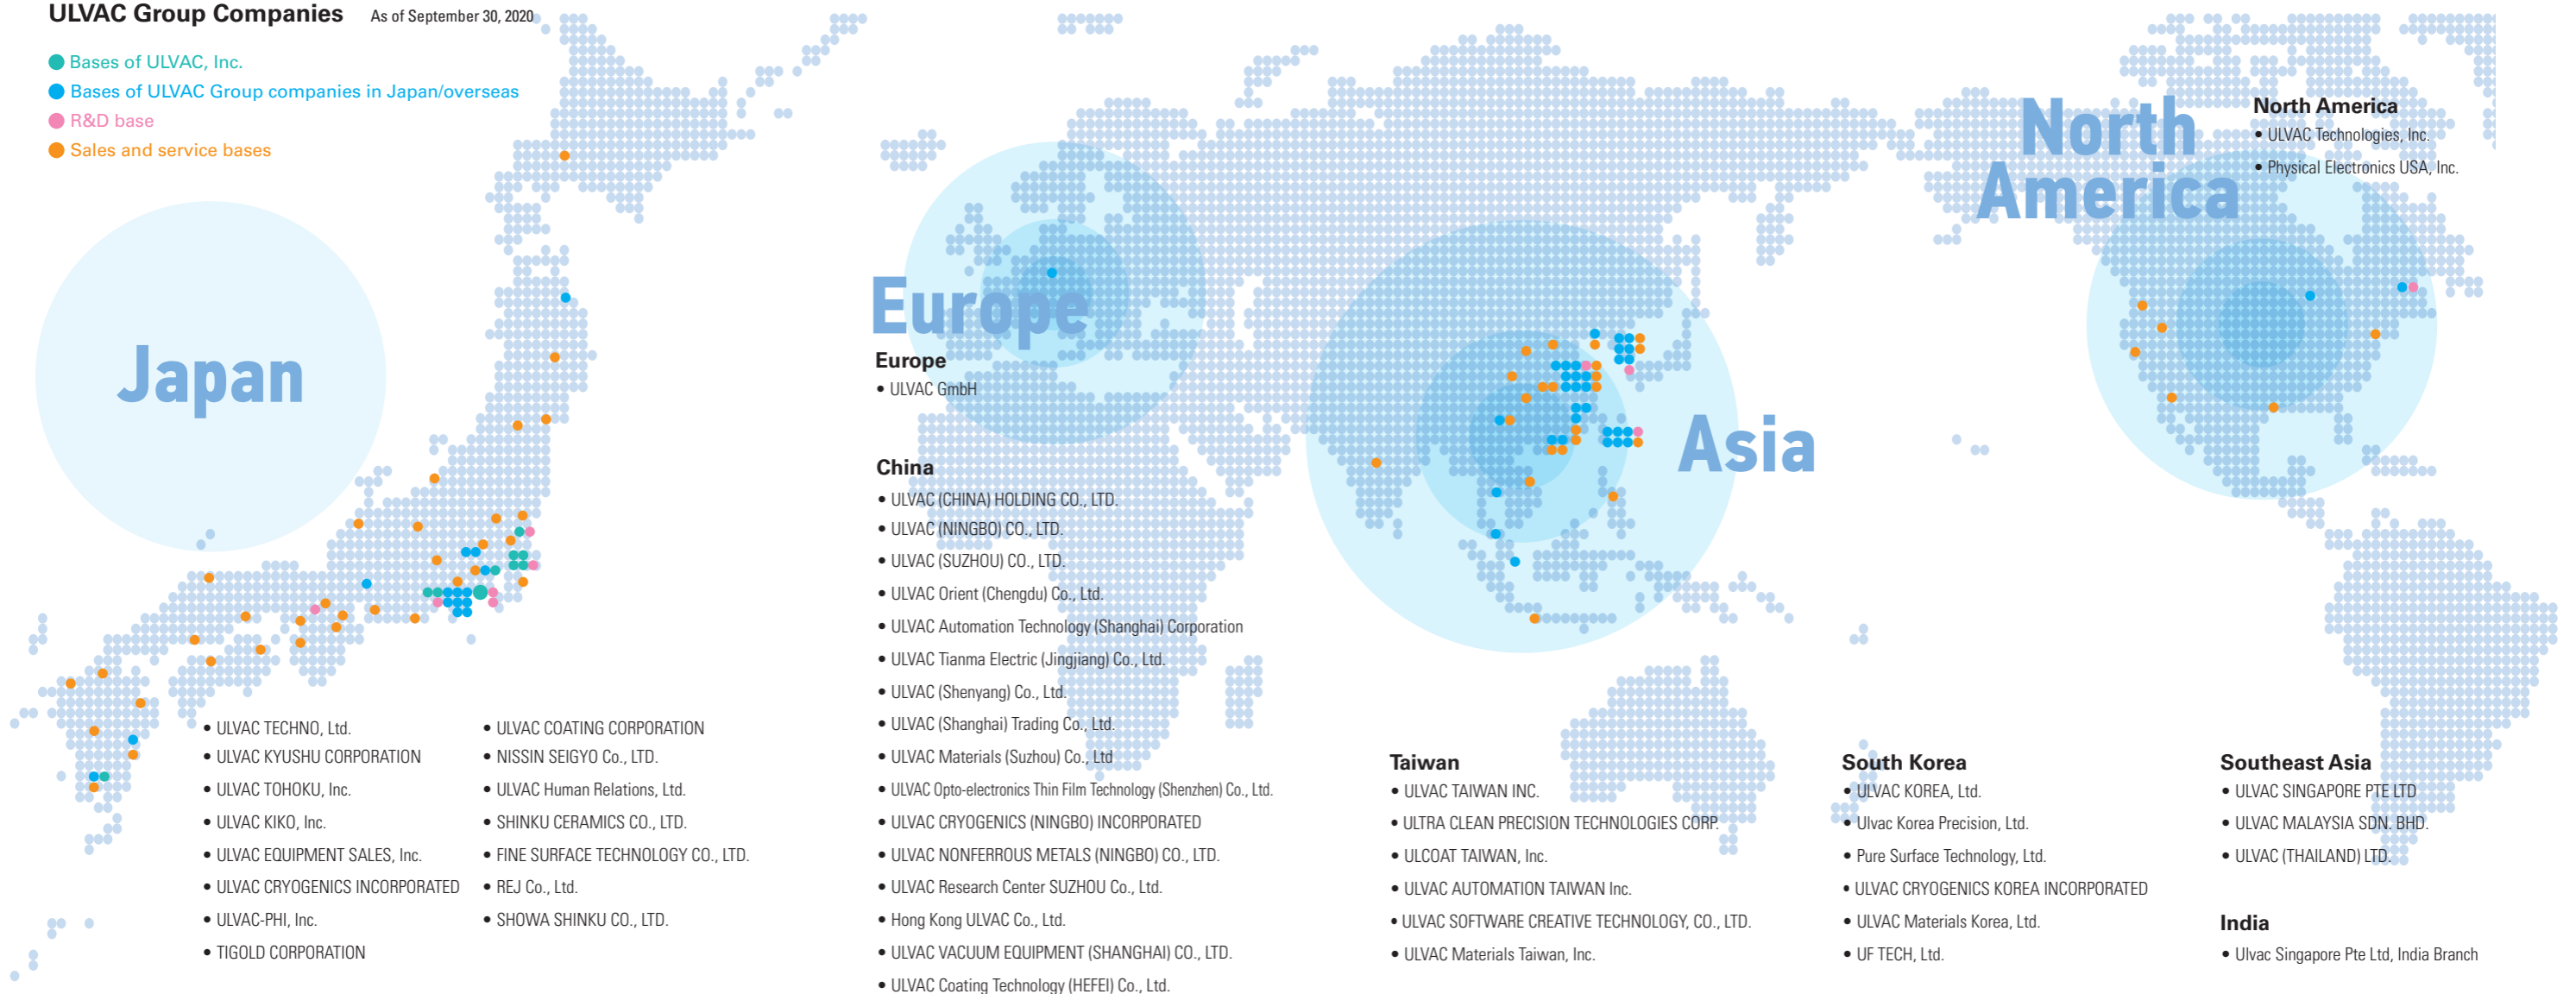 ULVAC Group Companies As of September 30, 2020
Bases of ULVAC, Inc.
Bases of ULVAC Group companies in Japan/overseas
R&D base
Sales and service bases
Japan
• ULVAC TECHNO, Ltd.
• ULVAC KYUSHU CORPORATION
• ULVAC TOHOKU, Inc.
• ULVAC KIKO, Inc.
• ULVAC EQUIPMENT SALES, Inc.
• ULVAC CRYOGENICS INCORPORATED
• ULVAC-PHI, Inc.
• TIGOLD CORPORATION
• ULVAC COATING CORPORATION
• NISSIN SEIGYO Co., LTD.
• ULVAC Human Relations, Ltd.
• SHINKU CERAMICS CO., LTD.
• FINE SURFACE TECHNOLOGY CO., LTD.
• REJ Co., Ltd.
• SHOWA SHINKU CO., LTD.
Europe
Europe
• ULVAC GmbH
China
• ULVAC (CHINA) HOLDING CO., LTD.
• ULVAC (NINGBO) CO., LTD.
• ULVAC (SUZHOU) CO., LTD.
• ULVAC Orient (Chengdu) Co., Ltd.
• ULVAC Automation Technology (Shanghai) Corporation
• ULVAC Tianma Electric (Jingjiang) Co., Ltd.
• ULVAC (Shenyang) Co., Ltd.
• ULVAC (Shanghai) Trading Co., Ltd.
• ULVAC Materials (Suzhou) Co., Ltd
• ULVAC Opto-electronics Thin Film Technology (Shenzhen) Co., Ltd.
• ULVAC CRYOGENICS (NINGBO) INCORPORATED
• ULVAC NONFERROUS METALS (NINGBO) CO., LTD.
• ULVAC Research Center SUZHOU Co., Ltd.
• Hong Kong ULVAC Co., Ltd.
• ULVAC VACUUM EQUIPMENT (SHANGHAI) CO., LTD.
• ULVAC Coating Technology (HEFEI) Co., Ltd.
Asia
Taiwan
• ULVAC TAIWAN INC.
• ULTRA CLEAN PRECISION TECHNOLOGIES CORP.
• ULCOAT TAIWAN, Inc.
• ULVAC AUTOMATION TAIWAN Inc.
• ULVAC SOFTWARE CREATIVE TECHNOLOGY, CO., LTD.
• ULVAC Materials Taiwan, Inc.
South Korea
• ULVAC KOREA, Ltd.
• Ulvac Korea Precision, Ltd.
• Pure Surface Technology, Ltd.
• ULVAC CRYOGENICS KOREA INCORPORATED
• ULVAC Materials Korea, Ltd.
• UF TECH, Ltd.
North
America
North America
• ULVAC Technologies, Inc.
• Physical Electronics USA, Inc.
Southeast Asia
• ULVAC SINGAPORE PTE LTD
• ULVAC MALAYSIA SDN. BHD.
• ULVAC (THAILAND) LTD.
India
• Ulvac Singapore Pte Ltd, India Branch